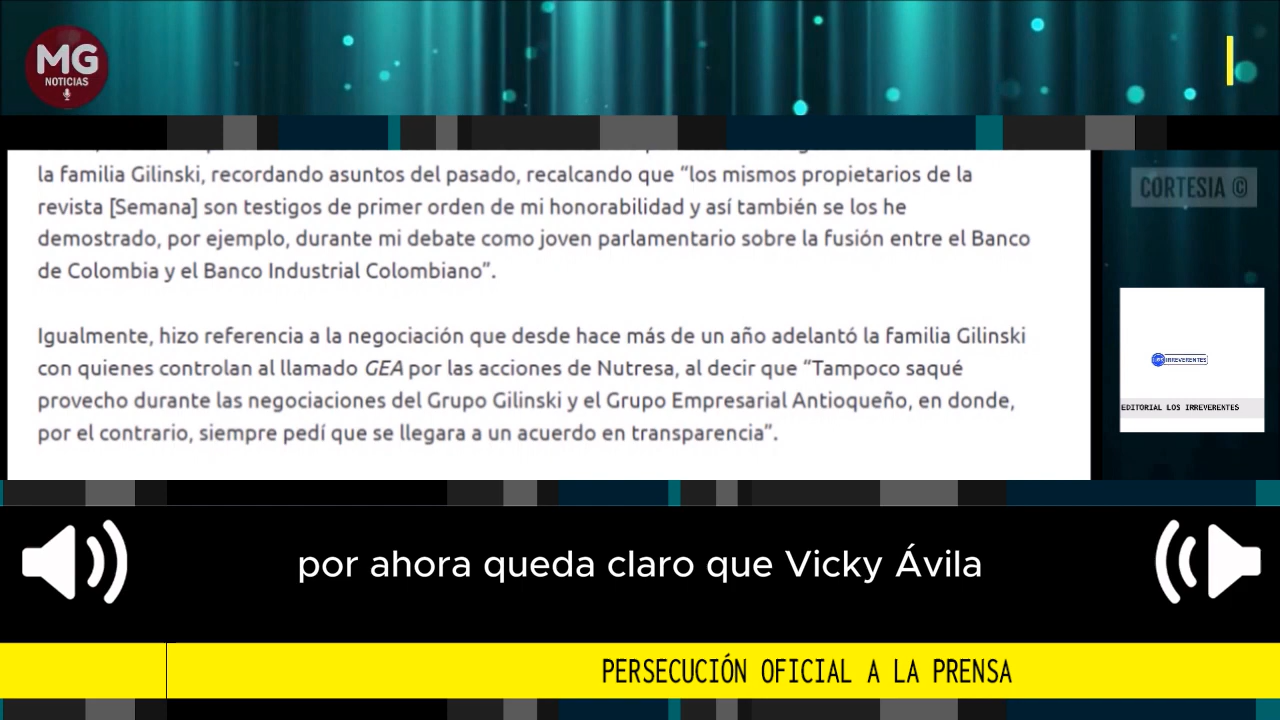 MG
NOTICIAS
CORTESIA ©
la familia Gilinski, recordando asuntos del pasado, recalcando que “los mismos propietarios de la
revista [Semana] son testigos de primer orden de mi honorabilidad y así también se los he
demostrado, por ejemplo, durante mi debate como joven parlamentario sobre la fusión entre el Banco
de Colombia y el Banco Industrial Colombiano”.
Igualmente, hizo referencia a la negociación que desde hace más de un año adelantó la familia Gilinski
con quienes controlan al llamado GEA por las acciones de Nutresa, al decir que “Tampoco saqué
provecho durante las negociaciones del Grupo Gilinski y el Grupo Empresarial Antioqueño, en donde,
por el contrario, siempre pedí que se llegara a un acuerdo en transparencia”.
IRREVERENTES
EDITORIAL LOS IRREVERENTES
por ahora queda claro que Vicky Ávila
PERSECUCIÓN OFICIAL A LA PRENSA